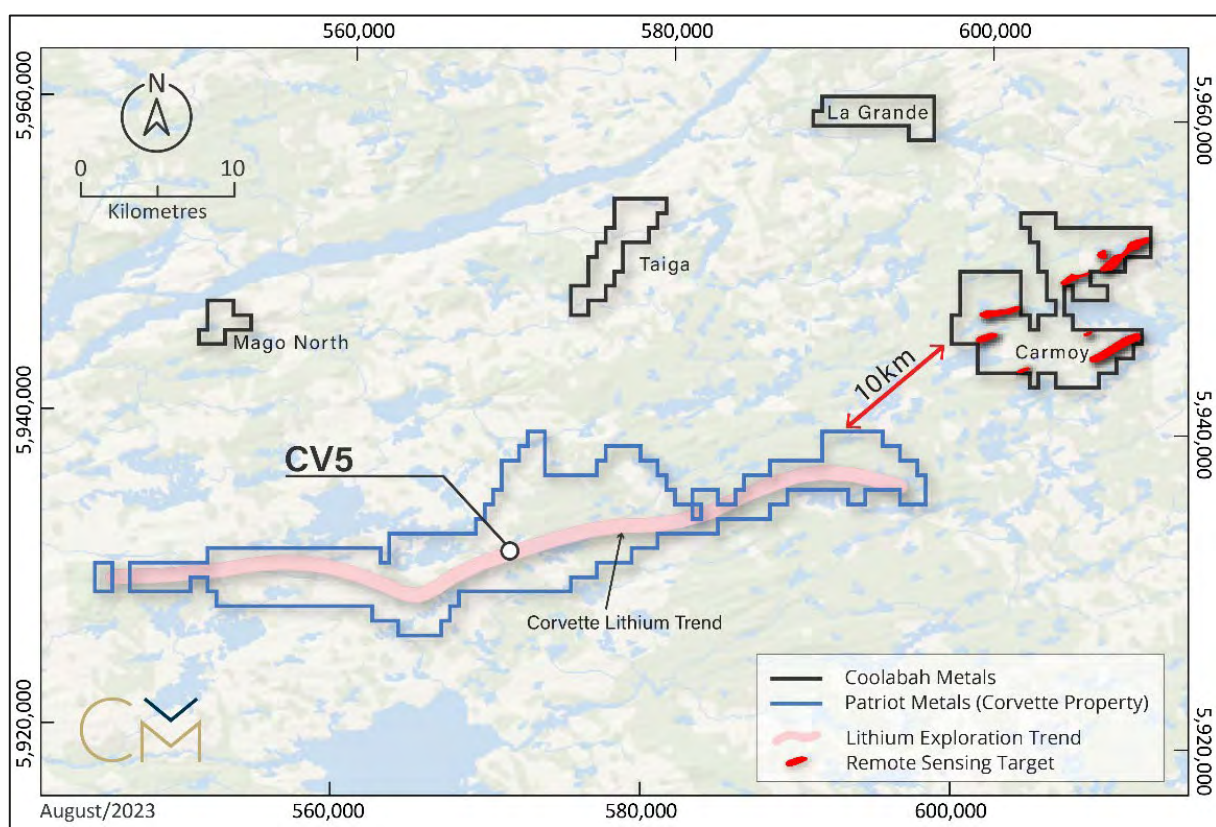 560,000
580,000
600,000
5,960,000
5,940,000
5,920,000
5,960,000
5,940,000
5,920,000
N
0
10
Kilometres
La Grande
Taiga
Mago North
Carmoy
10km
CV5
Corvette Lithium Trend
Coolabah Metals
Patriot Metals (Corvette Property)
Lithium Exploration Trend
Remote Sensing Target
CM
August/2023
560,000
580,000
600,000